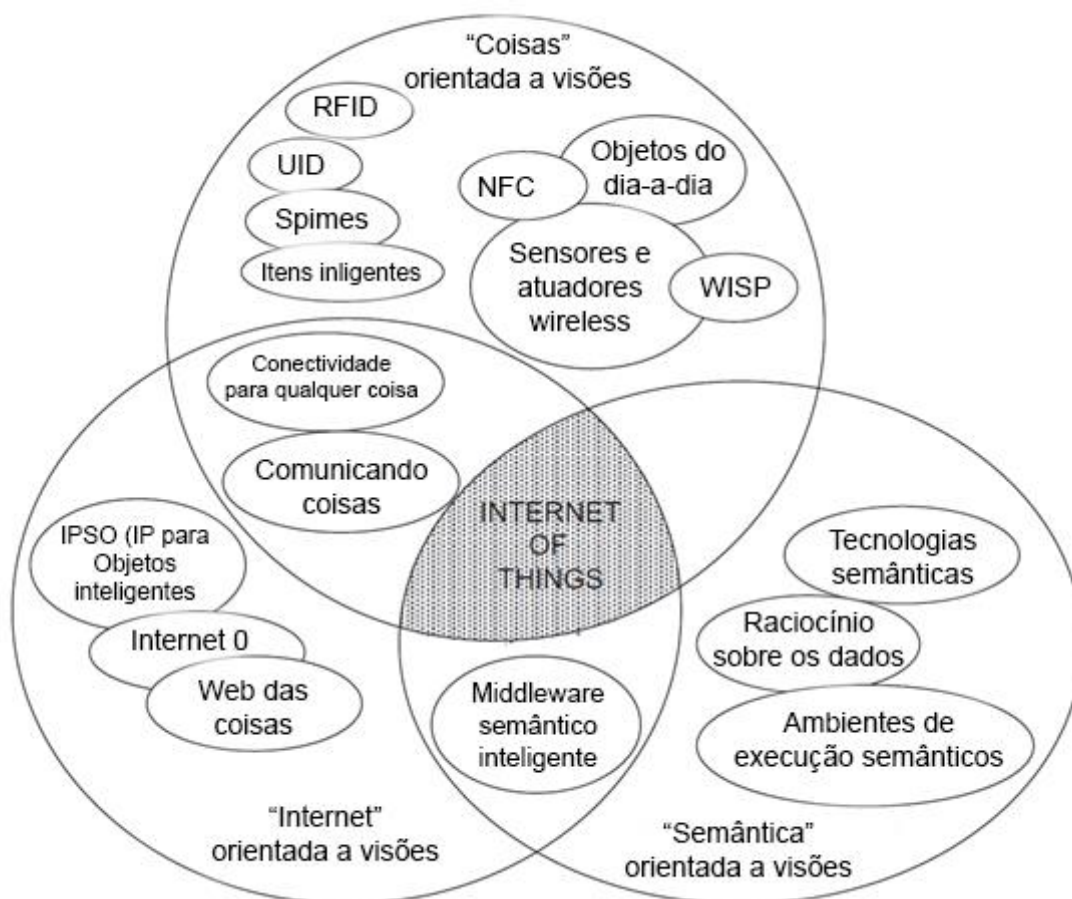 “Coisas”
orientada a visões
RFID
UID
Spimes
Itens inligentes
NFC
Objetos do
dia-a-dia
Sensores e
atuadores
wireless
WISP
Conectividade
para qualquer coisa
Comunicando
coisas
INTERNET
OF
THINGS
IPSO (IP para
Objetos
inteligentes
Internet 0
Web das
coisas
Middleware
semântico
inteligente
Tecnologias
semânticas
Raciocínio
sobre os dados
Ambientes de
execução semânticos
“Internet”
orientada a visões
“Semântica”
orientada a visões